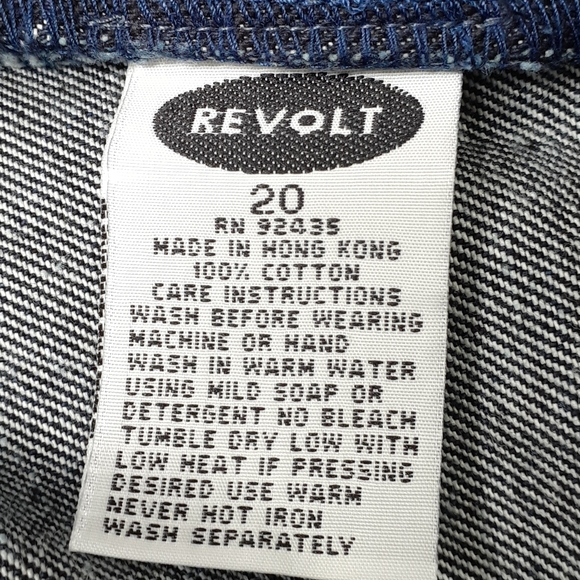 REVOLT
20
RN 92435
MADE IN HONG KONG
100% COTTON
CARE INSTRUCTIONS
WASH BEFORE WEARING
MACHINE OR HAND
WASH IN WARM WATER
USING MILD SOAP OR
DETERGENT NO BLEACH
TUMBLE DRY LOW WITH
LOW HEAT IF PRESSING
DESIRED USE WARM
NEVER HOT IRON
WASH SEPARATELY